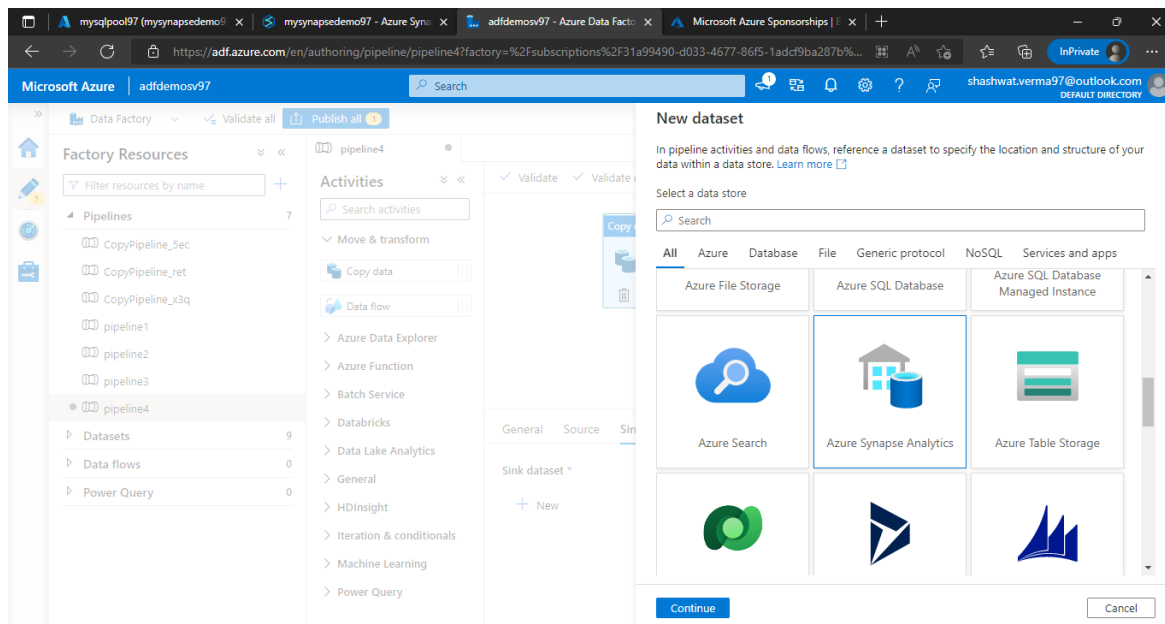 mysqlpool97 (mysynapsedemo9
mysynapsedemo97 - Azure Syna
adfdemosv97 - Azure Data Facto
Microsoft Azure Sponsorships | E
https://adf.azure.com/en/authoring/pipeline/pipeline4?factory=%2Fsubscriptions%2F31a99490-d033-4677-86f5-1adcf9ba287b%...
InPrivate
Microsoft Azure
adfdemosv97
Search
1
shashwat.verma97@outlook.com
DEFAULT DIRECTORY
Data Factory
Validate all
Publish all 1
Factory Resources
Filter resources by name
1
Pipelines 7
CopyPipeline_5ec
CopyPipeline_ret
CopyPipeline_x3q
pipeline1
pipeline2
pipeline3
pipeline4
Datasets 9
Data flows 0
Power Query 0
pipeline4
Activities
Search activities
Move & transform
Copy data
Data flow
Azure Data Explorer
Azure Function
Batch Service
Databricks
Data Lake Analytics
General
HDInsight
Iteration & conditionals
Machine Learning
Power Query
Validate
Validate
Copy
General
Source
Sin
Sink dataset *
New
New dataset
In pipeline activities and data flows, reference a dataset to specify the location and structure of your
data within a data store. Learn more
Select a data store
Search
All
Azure
Database
File
Generic protocol
NoSQL
Services and apps
Azure File Storage
Azure SQL Database
Azure SQL Database
Managed Instance
Azure Search
Azure Synapse Analytics
Azure Table Storage
Continue
Cancel